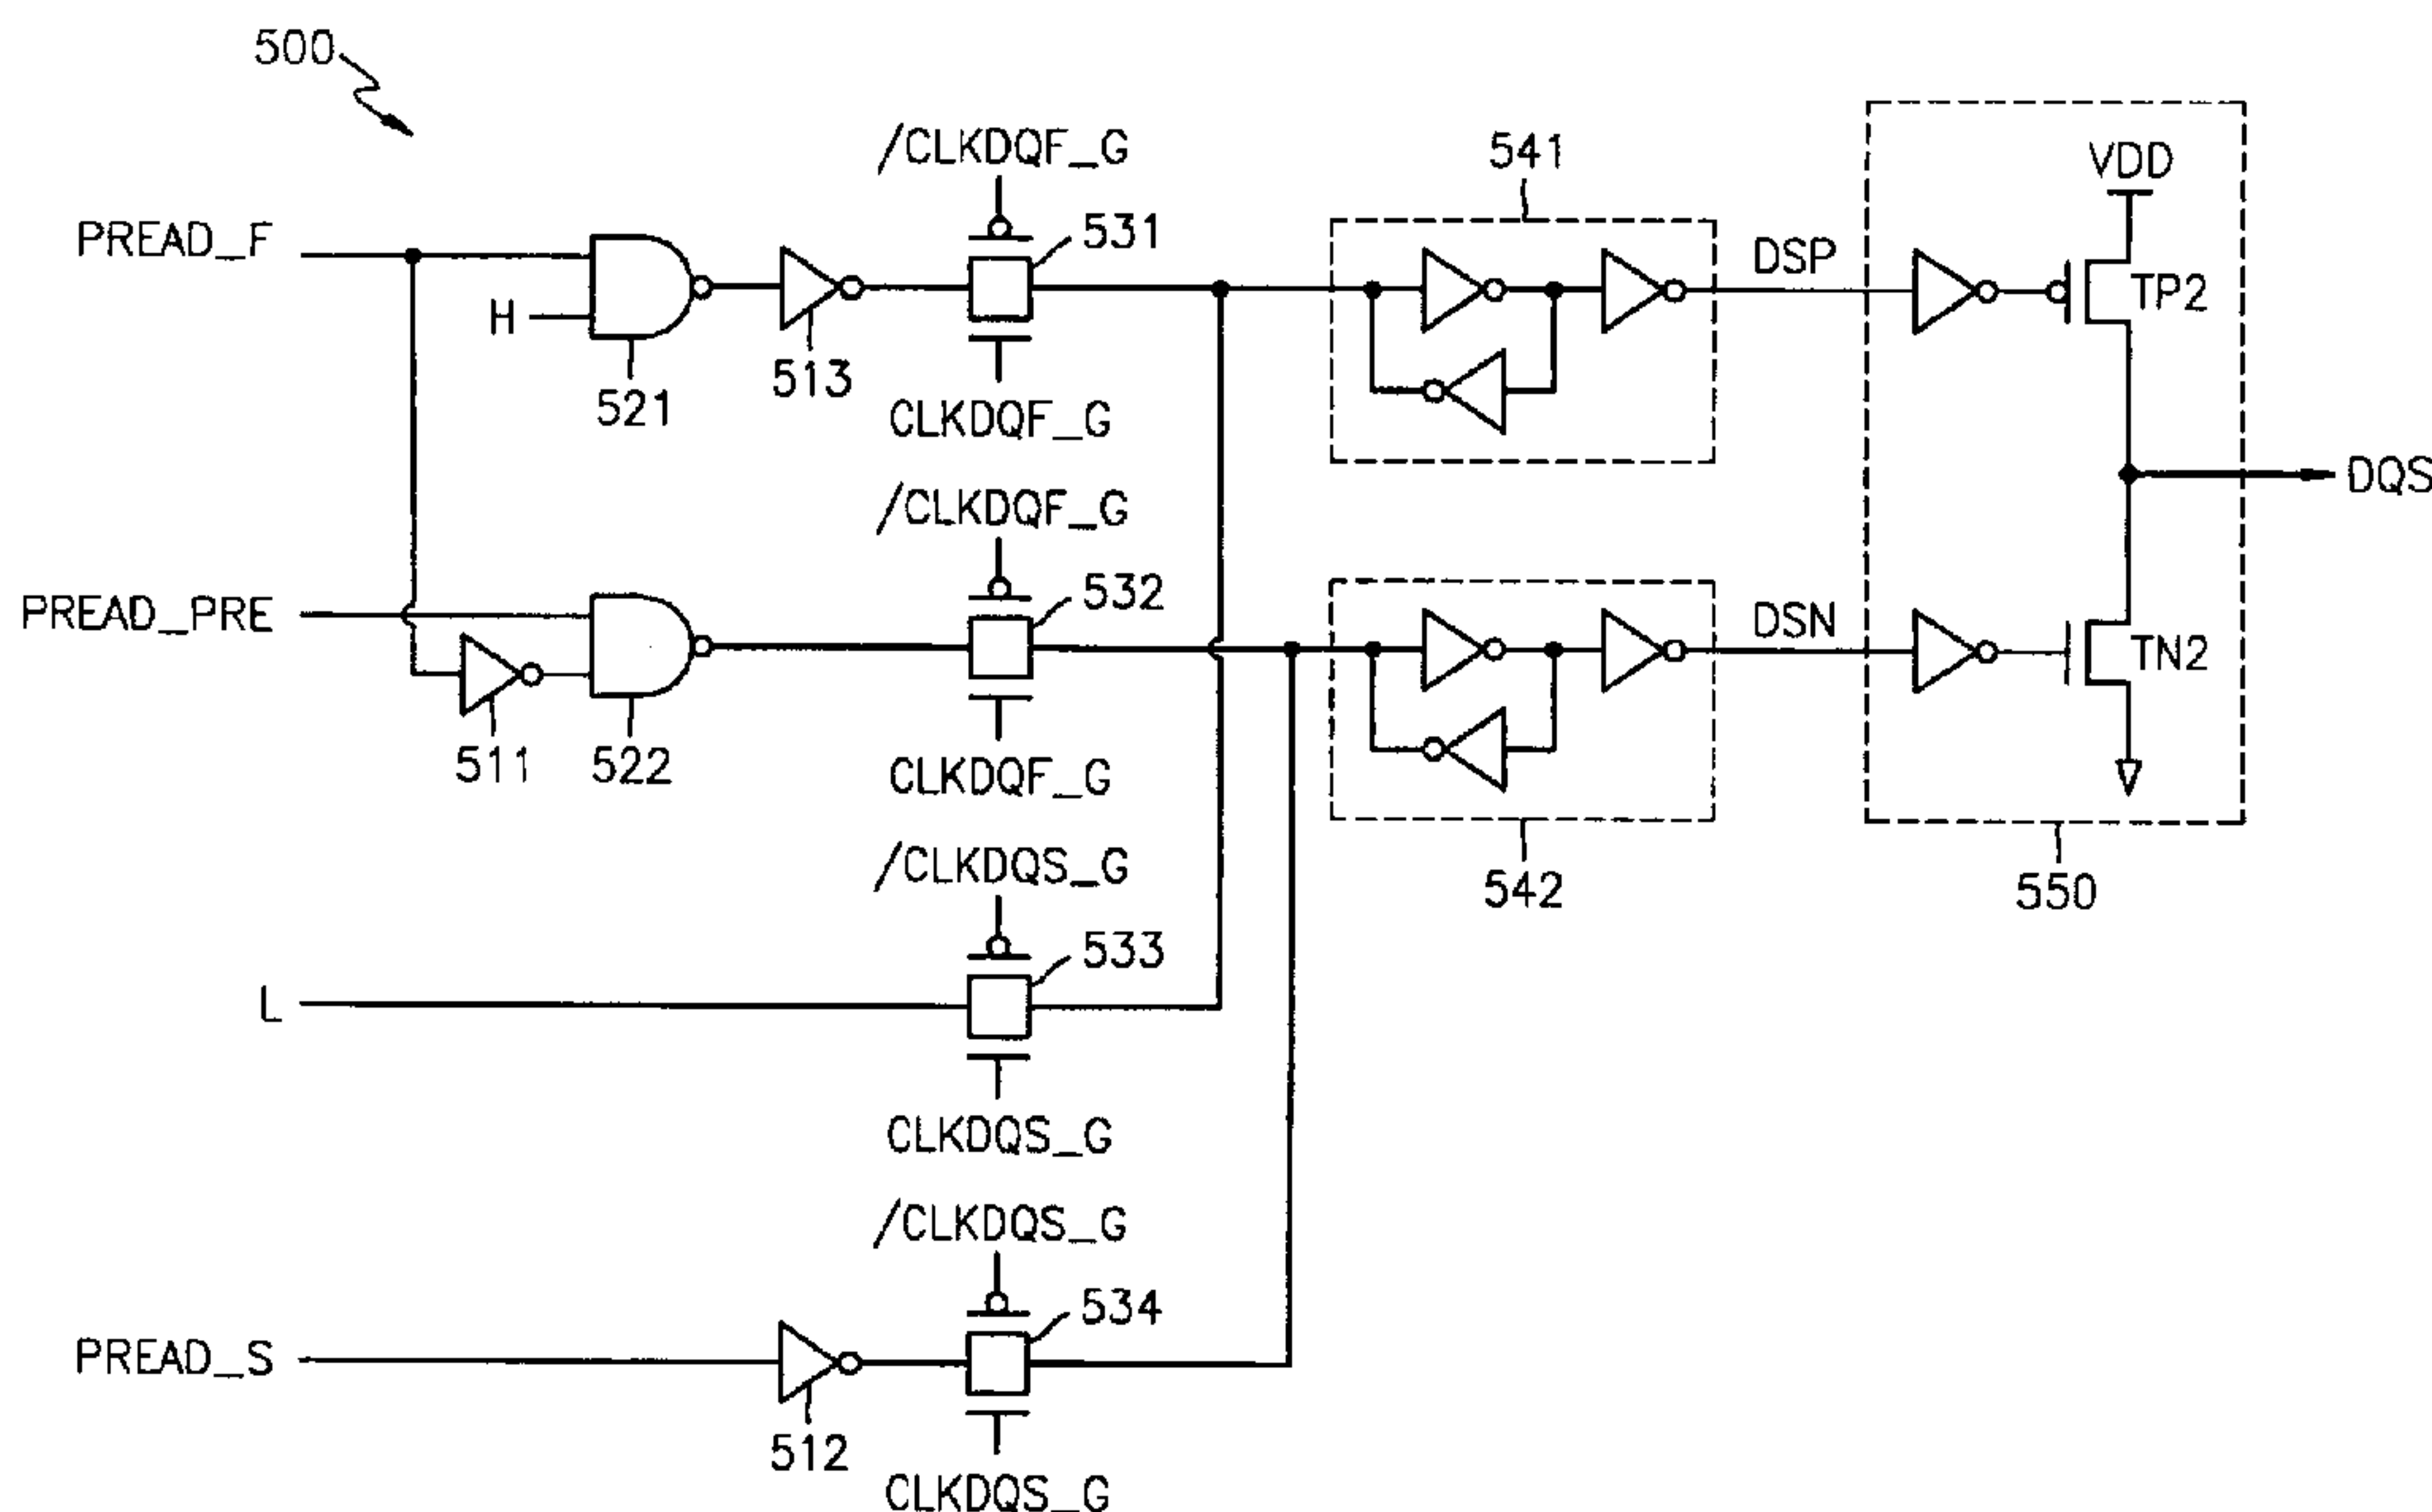 500
/CLKDQF_G
541
VDD
PREAD_F
531
DSP
TP2
H
513
521
CLKDQF_G
DQS
/CLKDQF_G
532
PREAD_PRE
DSN
TN2
511
522
CLKDQF_G
/CLKDQS_G
542
550
533
L
CLKDQS_G
/CLKDQS_G
534
PREAD_S
512
CLKDQS_G